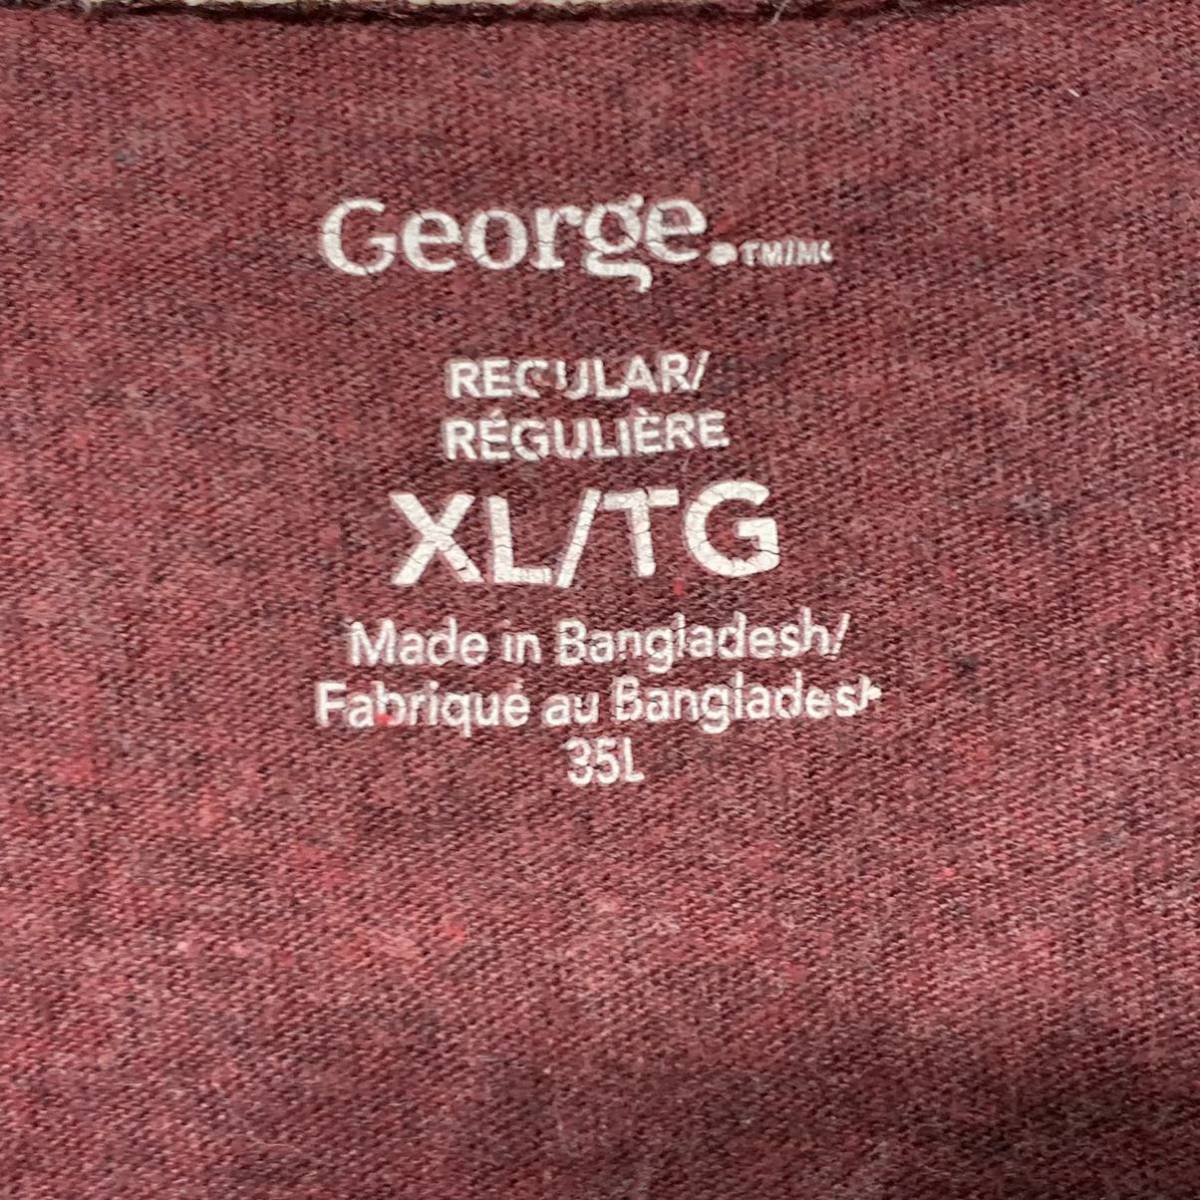 George.TM/MC
REGULAR/
RÉGULIÈRE
XL/TG
Made in Bangladesh/
Fabriqué au Bangladesh
35L